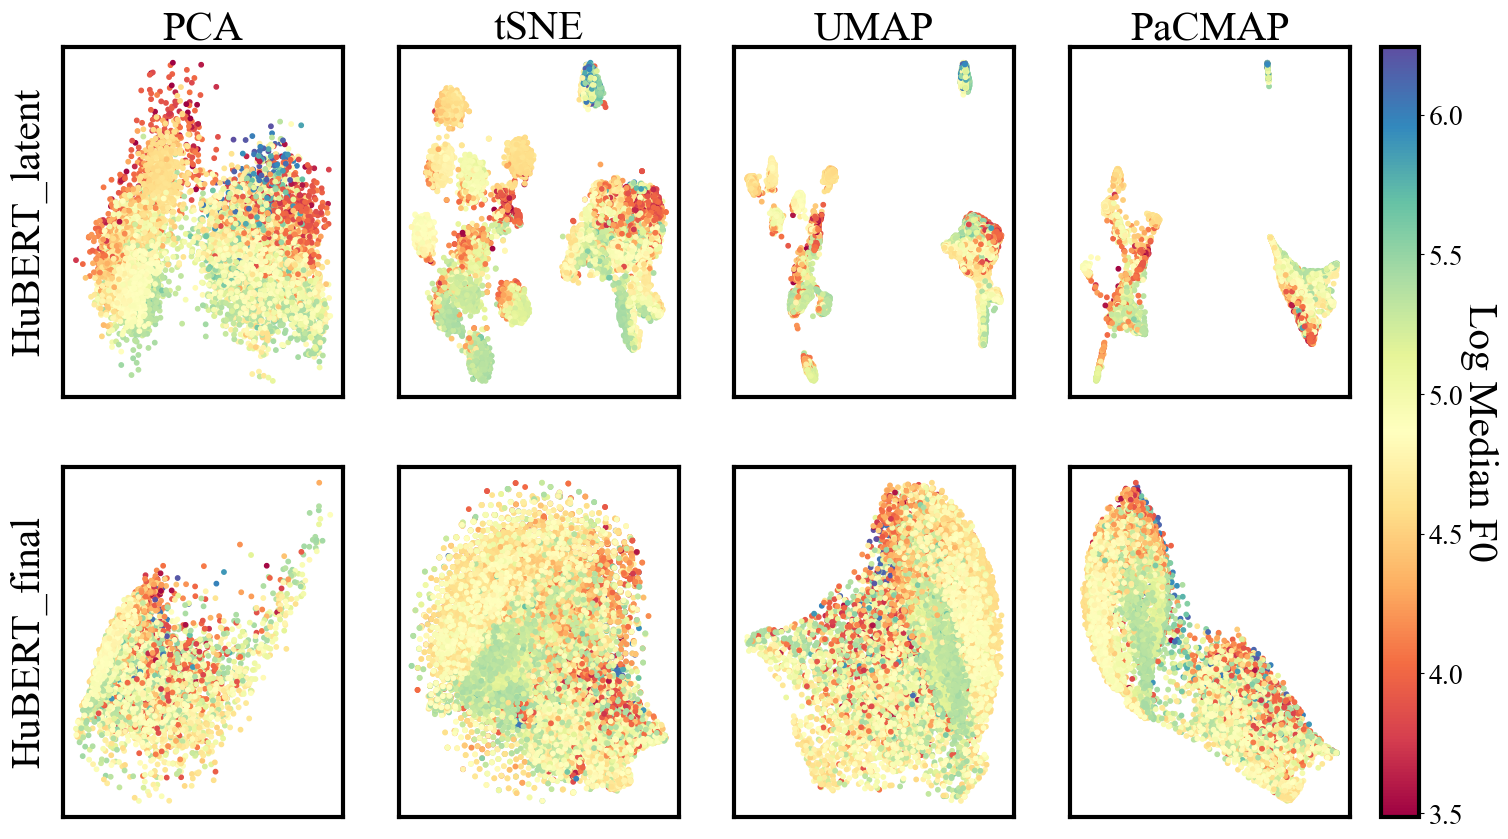 PCA
tSNE
UMAP
PaCMAP
HuBERT_latent
HuBERT_final
6.0
5.5
5.0
4.5
4.0
3.5
Log Median F0